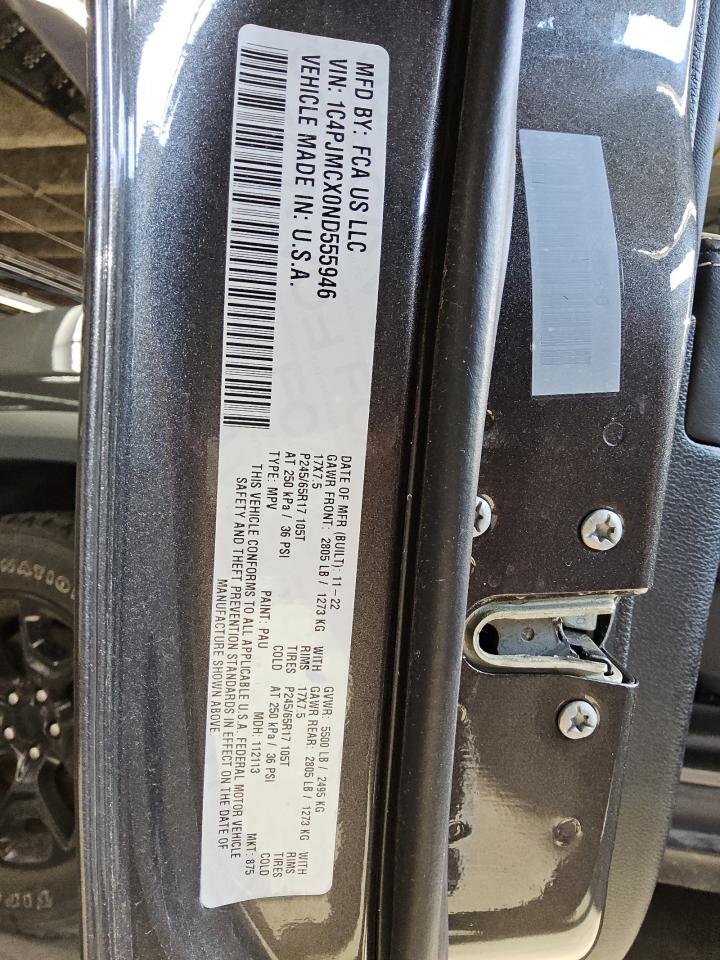 MFD BY: FCA US LLC
VIN: 1C4PJMCX0ND555946
VEHICLE MADE IN: U.S.A.
DATE OF MFR (BUILT): 11-22 GVWR: 5500 LB / 2495 KG
GAWR FRONT: 2805 LB / 1273 KG WITH GAWR REAR: 2805 LB / 1273 KG WITH
17X7.5 RIMS 17X7.5 RIMS
P245/65R17 105T TIRES P245/65R17 105T TIRES
AT 250 kPa / 36 PSI COLD AT 250 kPa / 36 PSI COLD
TYPE: MPV PAINT: PAU MDH: 112113 MKT: 875
THIS VEHICLE CONFORMS TO ALL APPLICABLE U.S.A. FEDERAL MOTOR VEHICLE
SAFETY AND THEFT PREVENTION STANDARDS IN EFFECT ON THE DATE OF
MANUFACTURE SHOWN ABOVE.